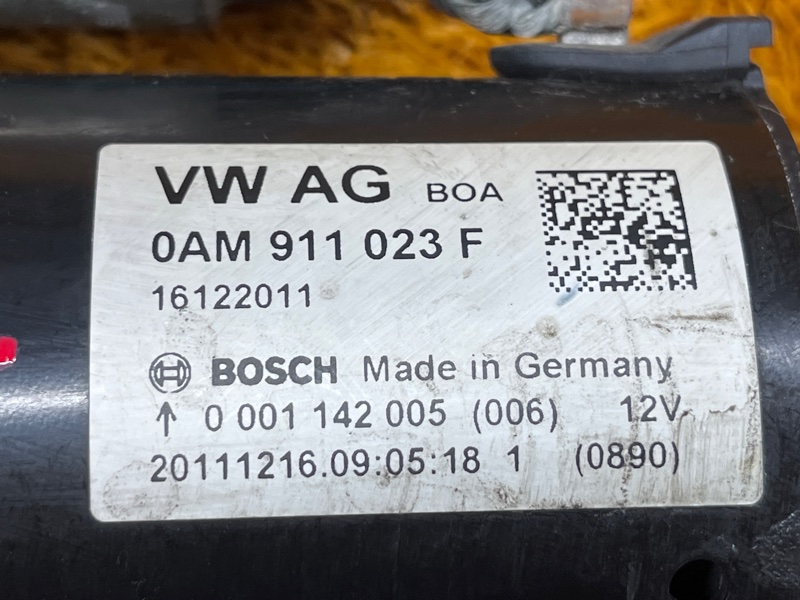 VW AG BOA
0AM 911 023 F
16122011
BOSCH Made in Germany
↑ 0 001 142 005 (006) 12V
20111216.09:05:18 1 (0890)